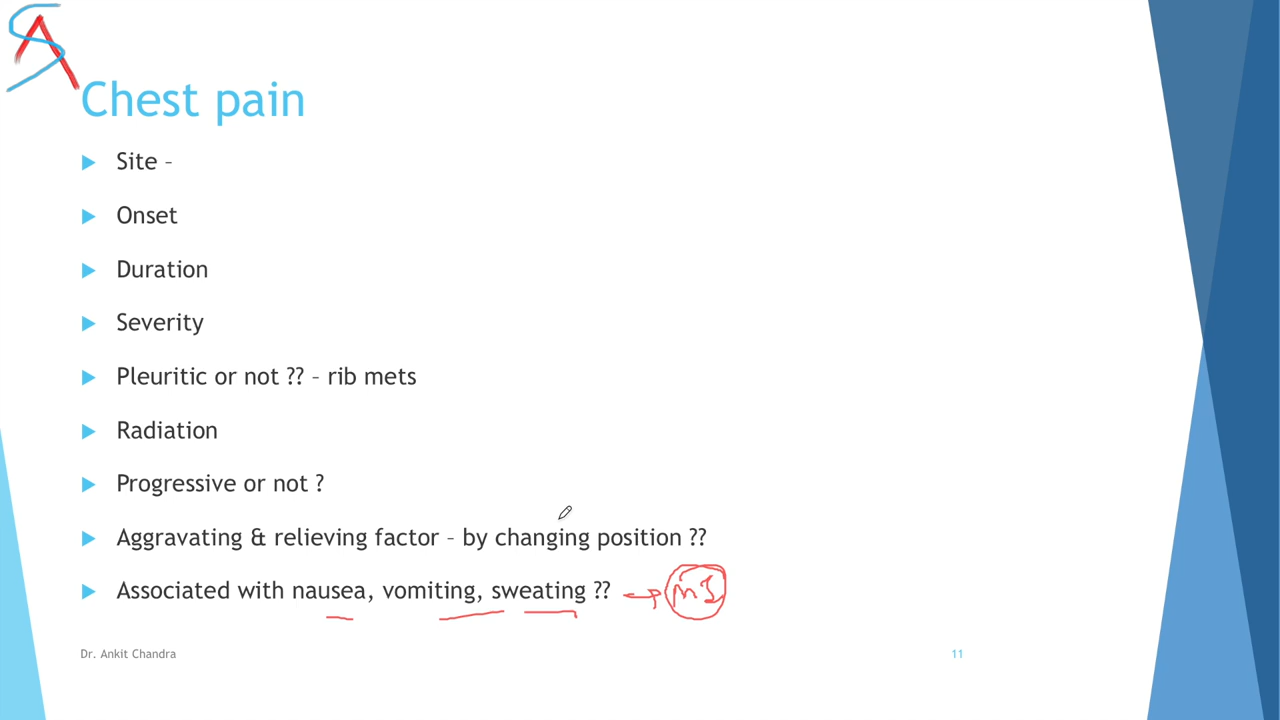 SA
Chest pain
Site –
Onset
Duration
Severity
Pleuritic or not ?? – rib mets
Radiation
Progressive or not ?
Aggravating & relieving factor – by changing position ??
Associated with nausea, vomiting, sweating ?? → MI
Dr. Ankit Chandra
11